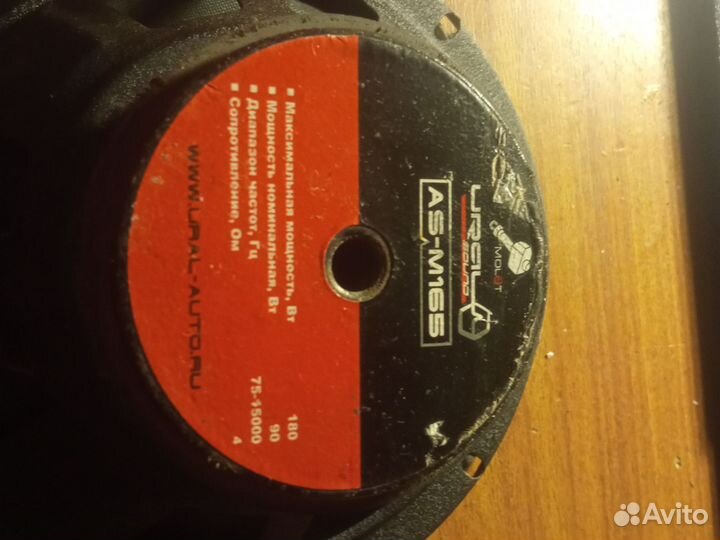 MOLOT
URAL
SOUND
AS-M165
Максимальная мощность, Вт 180
Мощность номинальная, Вт 90
Диапазон частот, Гц 75-15000
Сопротивление, Ом 4
WWW.URAL-AUTO.RU
Avito